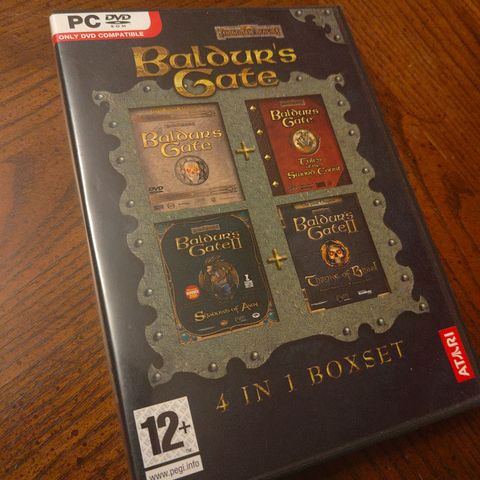 PC DVD
ROM
ONLY DVD COMPATIBLE
BALDUR'S
GATE
BALDUR'S
GATE
DVD
+
BALDUR'S
GATE
TALES
OF THE
SWORD COAST
BALDUR'S
GATE II
SHADOWS OF AMN
+
BALDUR'S
GATE II
THRONE OF BHAAL
4 IN 1 BOXSET
ATARI
12+
www.pegi.info